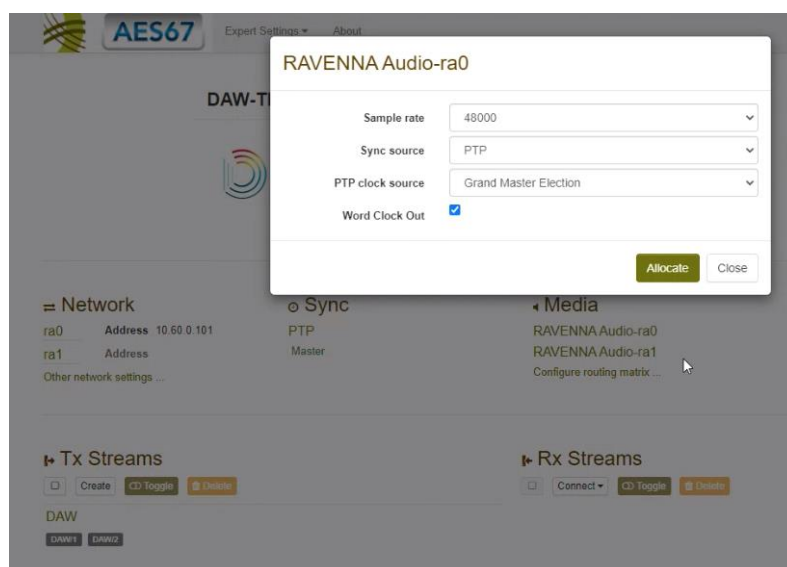 AES67 Expert Settings About
RAVENNA Audio-ra0
DAW-T
Sample rate 48000
Sync source PTP
PTP clock source Grand Master Election
Word Clock Out
Allocate Close
Network
ra0 Address 10.60.0.101
ra1 Address
Other network settings ...
Sync
PTP
Master
Media
RAVENNA Audio-ra0
RAVENNA Audio-ra1
Configure routing matrix ...
Tx Streams
Create Toggle Delete
DAW
DAW/1 DAW/2
Rx Streams
Connect Toggle Delete